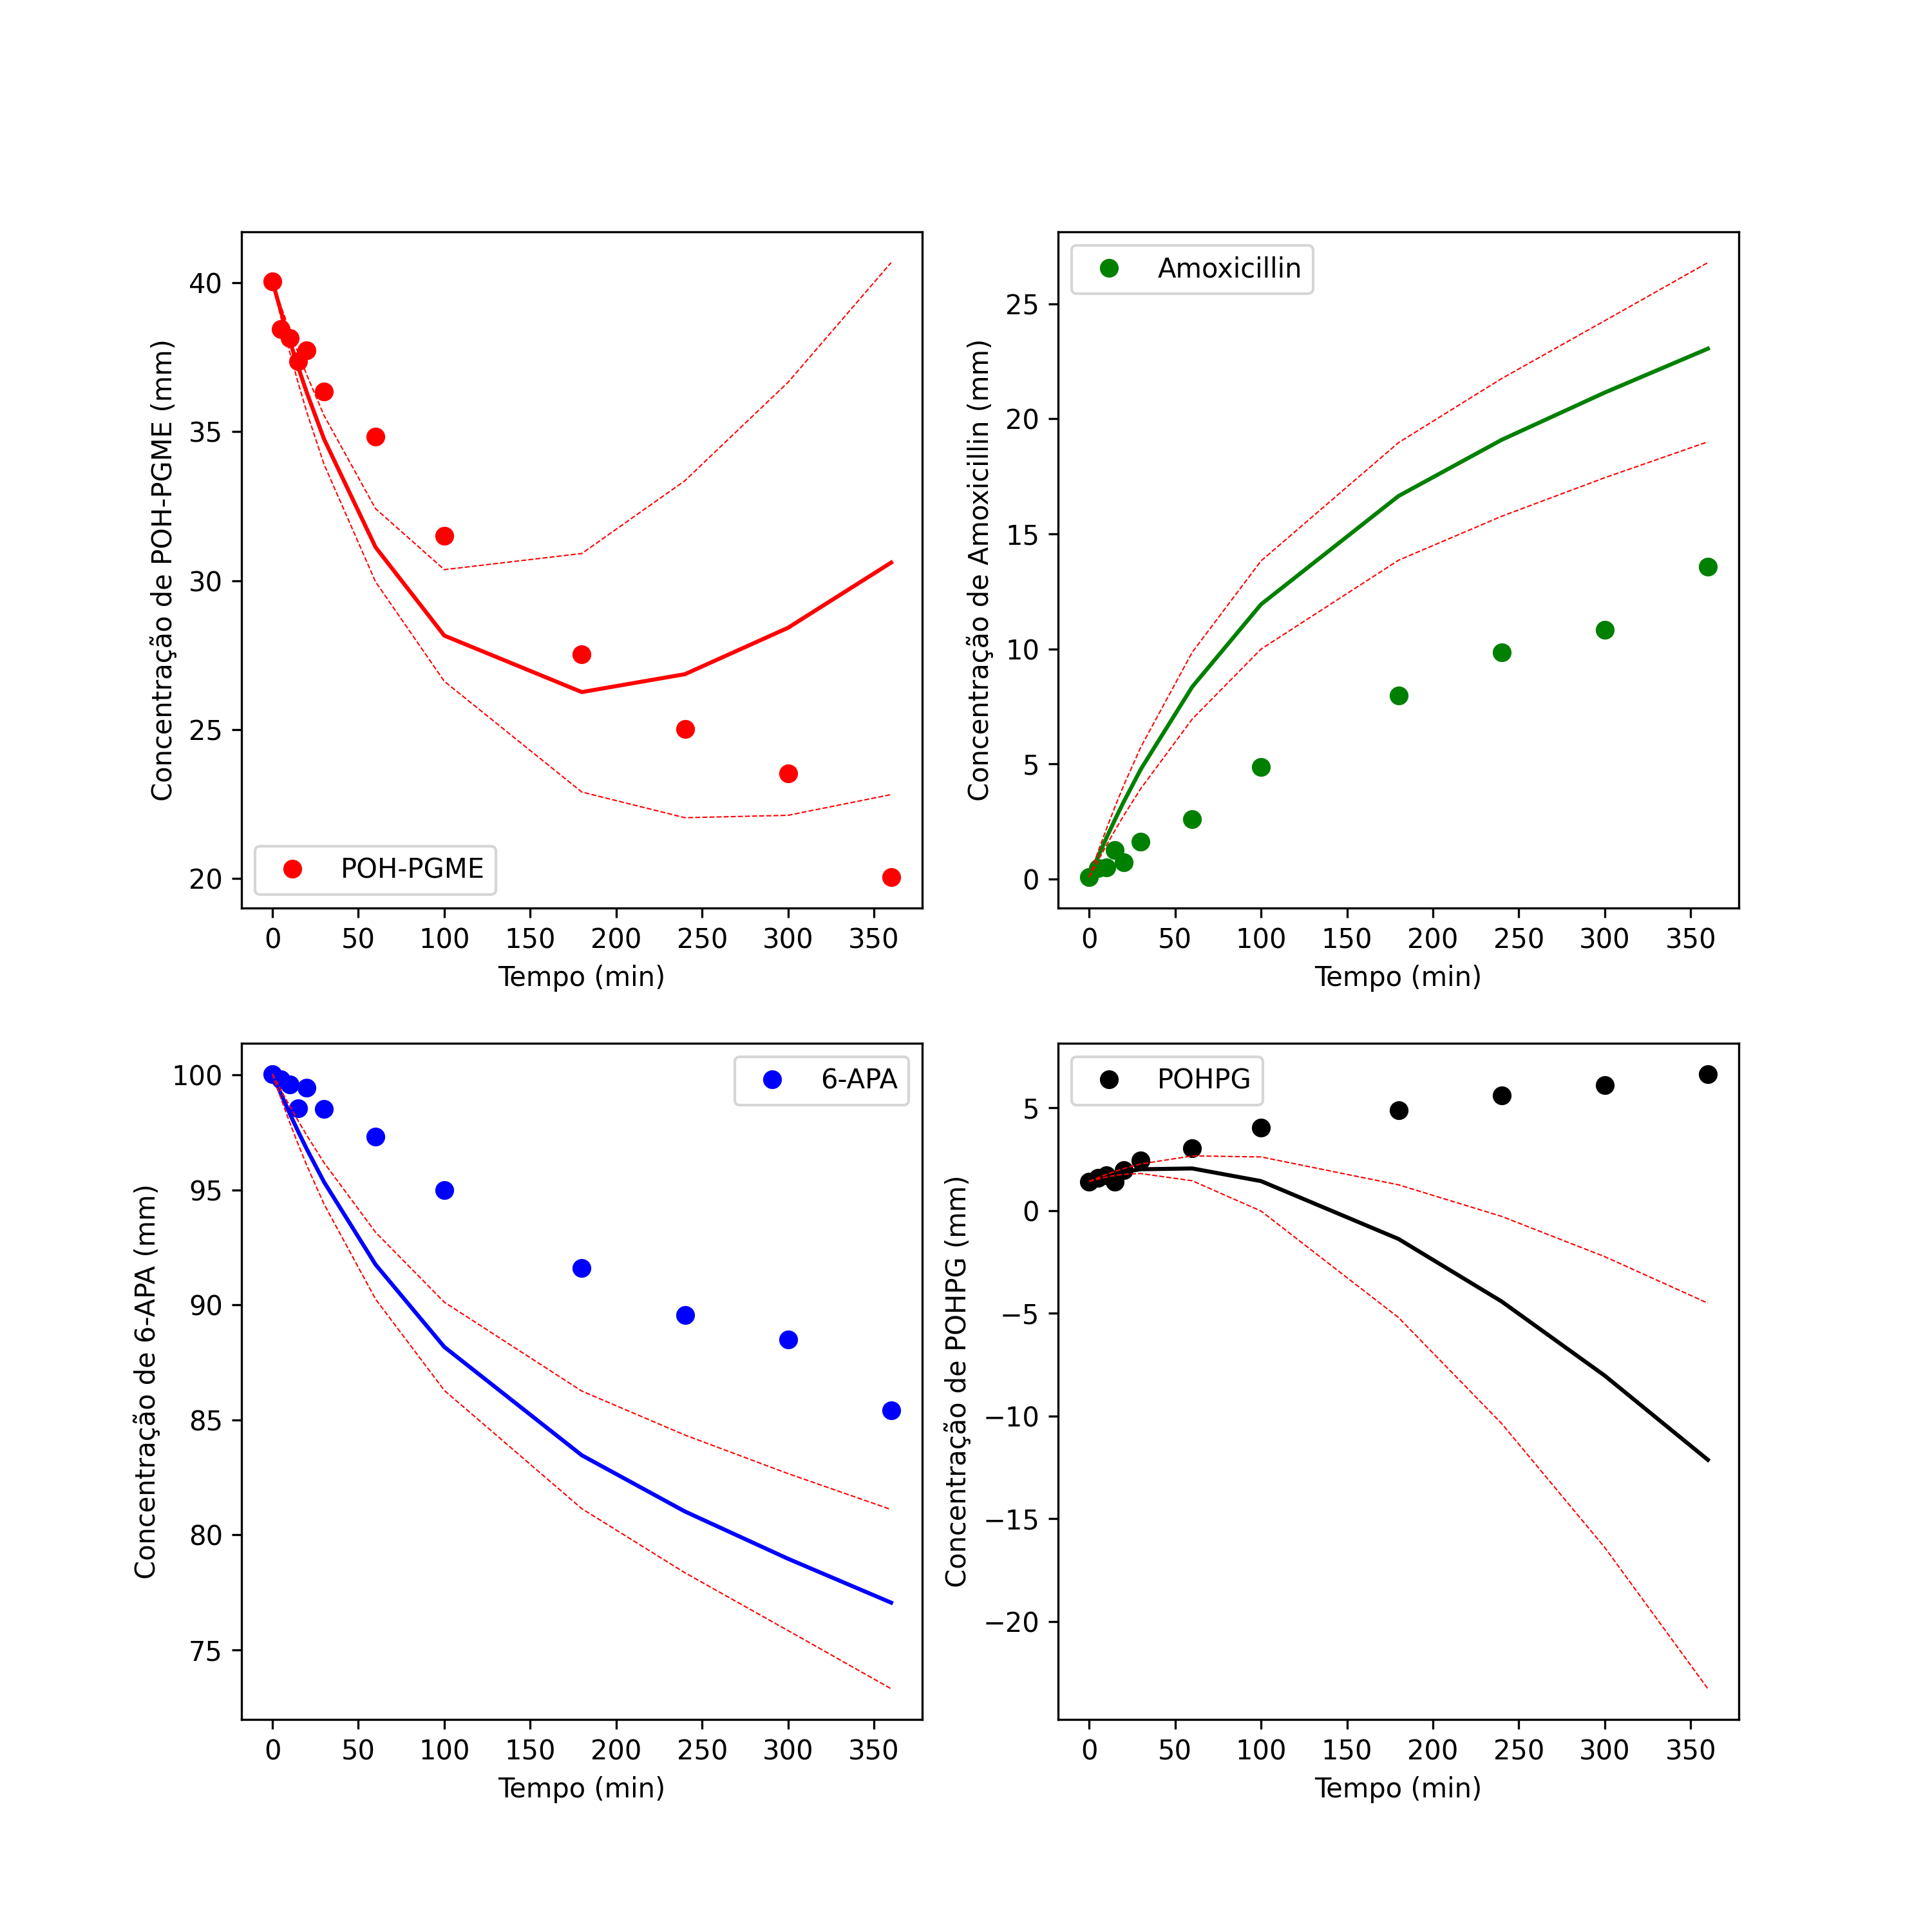 Concentração de POH-PGME (mm)
40
35
30
25
20
POH-PGME
0 50 100 150 200 250 300 350
Tempo (min)
Concentração de Amoxicillin (mm)
25
20
15
10
5
0
Amoxicillin
0 50 100 150 200 250 300 350
Tempo (min)
Concentração de 6-APA (mm)
100
95
90
85
80
75
6-APA
0 50 100 150 200 250 300 350
Tempo (min)
Concentração de POHPG (mm)
5
0
−5
−10
−15
−20
POHPG
0 50 100 150 200 250 300 350
Tempo (min)